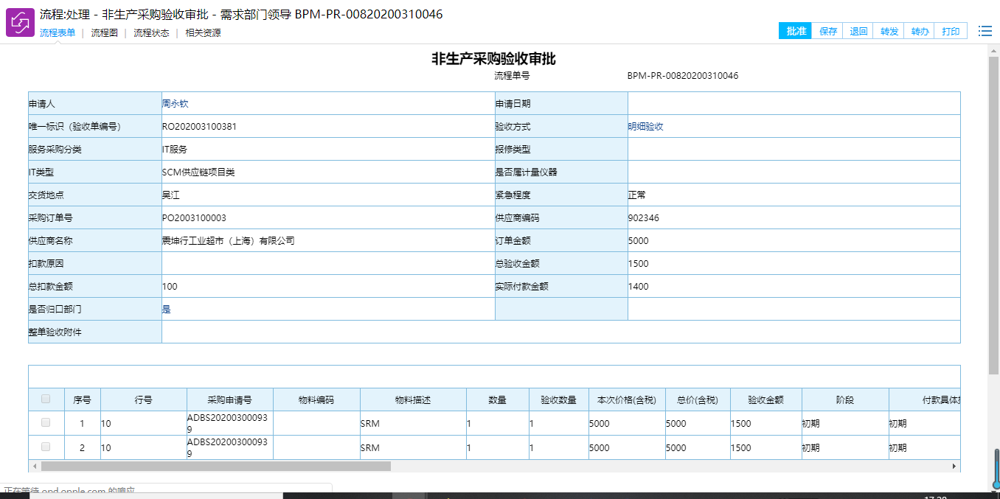 流程:处理 - 非生产采购验收审批 - 需求部门领导 BPM-PR-00820200310046
流程表单 | 流程图 | 流程状态 | 相关资源
批准 保存 退回 转发 转办 打印
非生产采购验收审批
流程单号 BPM-PR-00820200310046
申请人 周永钦 申请日期
唯一标识（验收单编号） RO202003100381 验收方式 明细验收
服务采购分类 IT服务 报修类型
IT类型 SCM供应链项目类 是否属计量仪器
交货地点 吴江 紧急程度 正常
采购订单号 PO2003100003 供应商编码 902346
供应商名称 震坤行工业超市（上海）有限公司 订单金额 5000
扣款原因 总验收金额 1500
总扣款金额 100 实际付款金额 1400
是否归口部门 是
整单验收附件
序号 行号 采购申请号 物料编码 物料描述 数量 验收数量 本次价格(含税) 总价(含税) 验收金额 阶段 付款具体
1 10 ADBS202003000939 SRM 1 1 5000 5000 1500 初期 初期
2 10 ADBS202003000939 SRM 1 1 5000 5000 1500 初期 初期
正在等待 opd.opple.com 的响应